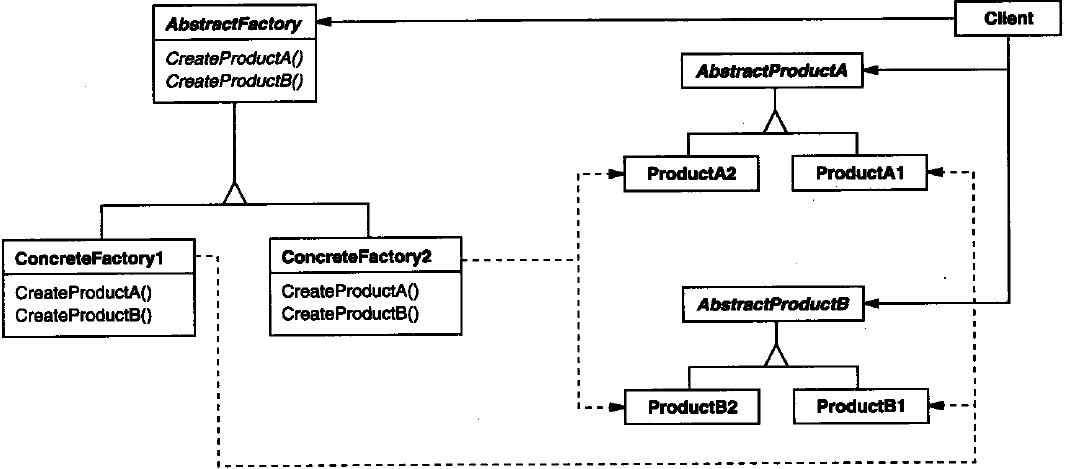 AbstractFactory
CreateProductA()
CreateProductB()
Client
AbstractProductA
ProductA2
ProductA1
ConcreteFactory1
CreateProductA()
CreateProductB()
ConcreteFactory2
CreateProductA()
CreateProductB()
AbstractProductB
ProductB2
ProductB1